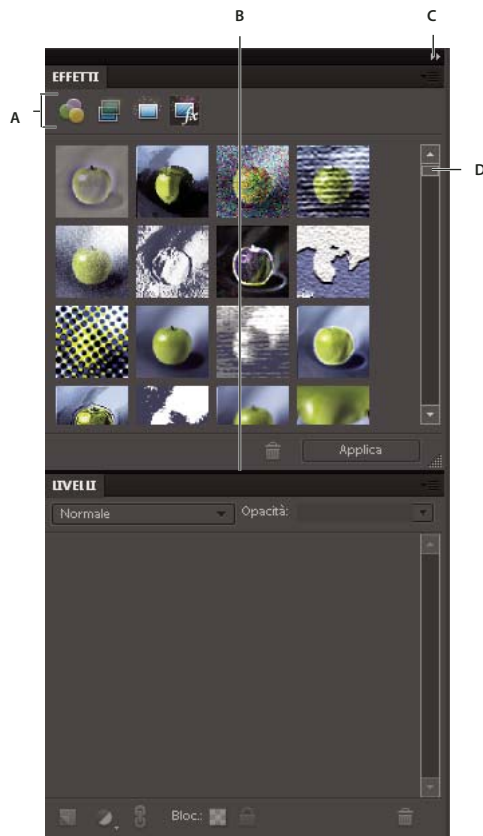 B
C
EFFETTI
A
D
Applica
LIVELLI
Normale
Opacità:
Bloc.: